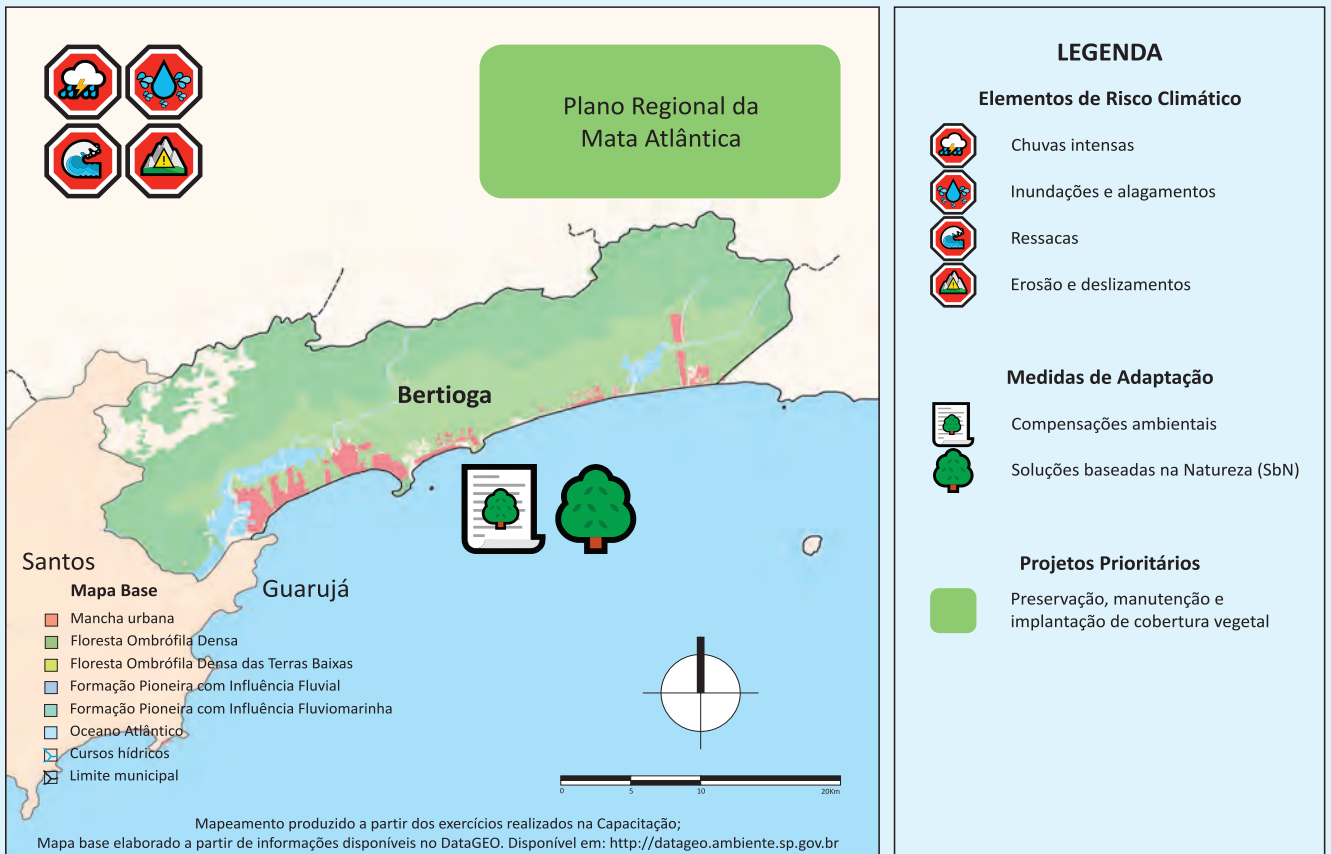 Plano Regional da
Mata Atlântica
Bertioga
Santos
Guarujá
Mapa Base
Mancha urbana
Floresta Ombrófila Densa
Floresta Ombrófila Densa das Terras Baixas
Formação Pioneira com Influência Fluvial
Formação Pioneira com Influência Fluviomarinha
Oceano Atlântico
Cursos hídricos
Limite municipal
0 5 10 20Km
Mapeamento produzido a partir dos exercícios realizados na Capacitação;
Mapa base elaborado a partir de informações disponíveis no DataGEO. Disponível em: http://datageo.ambiente.sp.gov.br
LEGENDA
Elementos de Risco Climático
Chuvas intensas
Inundações e alagamentos
Ressacas
Erosão e deslizamentos
Medidas de Adaptação
Compensações ambientais
Soluções baseadas na Natureza (SbN)
Projetos Prioritários
Preservação, manutenção e
implantação de cobertura vegetal